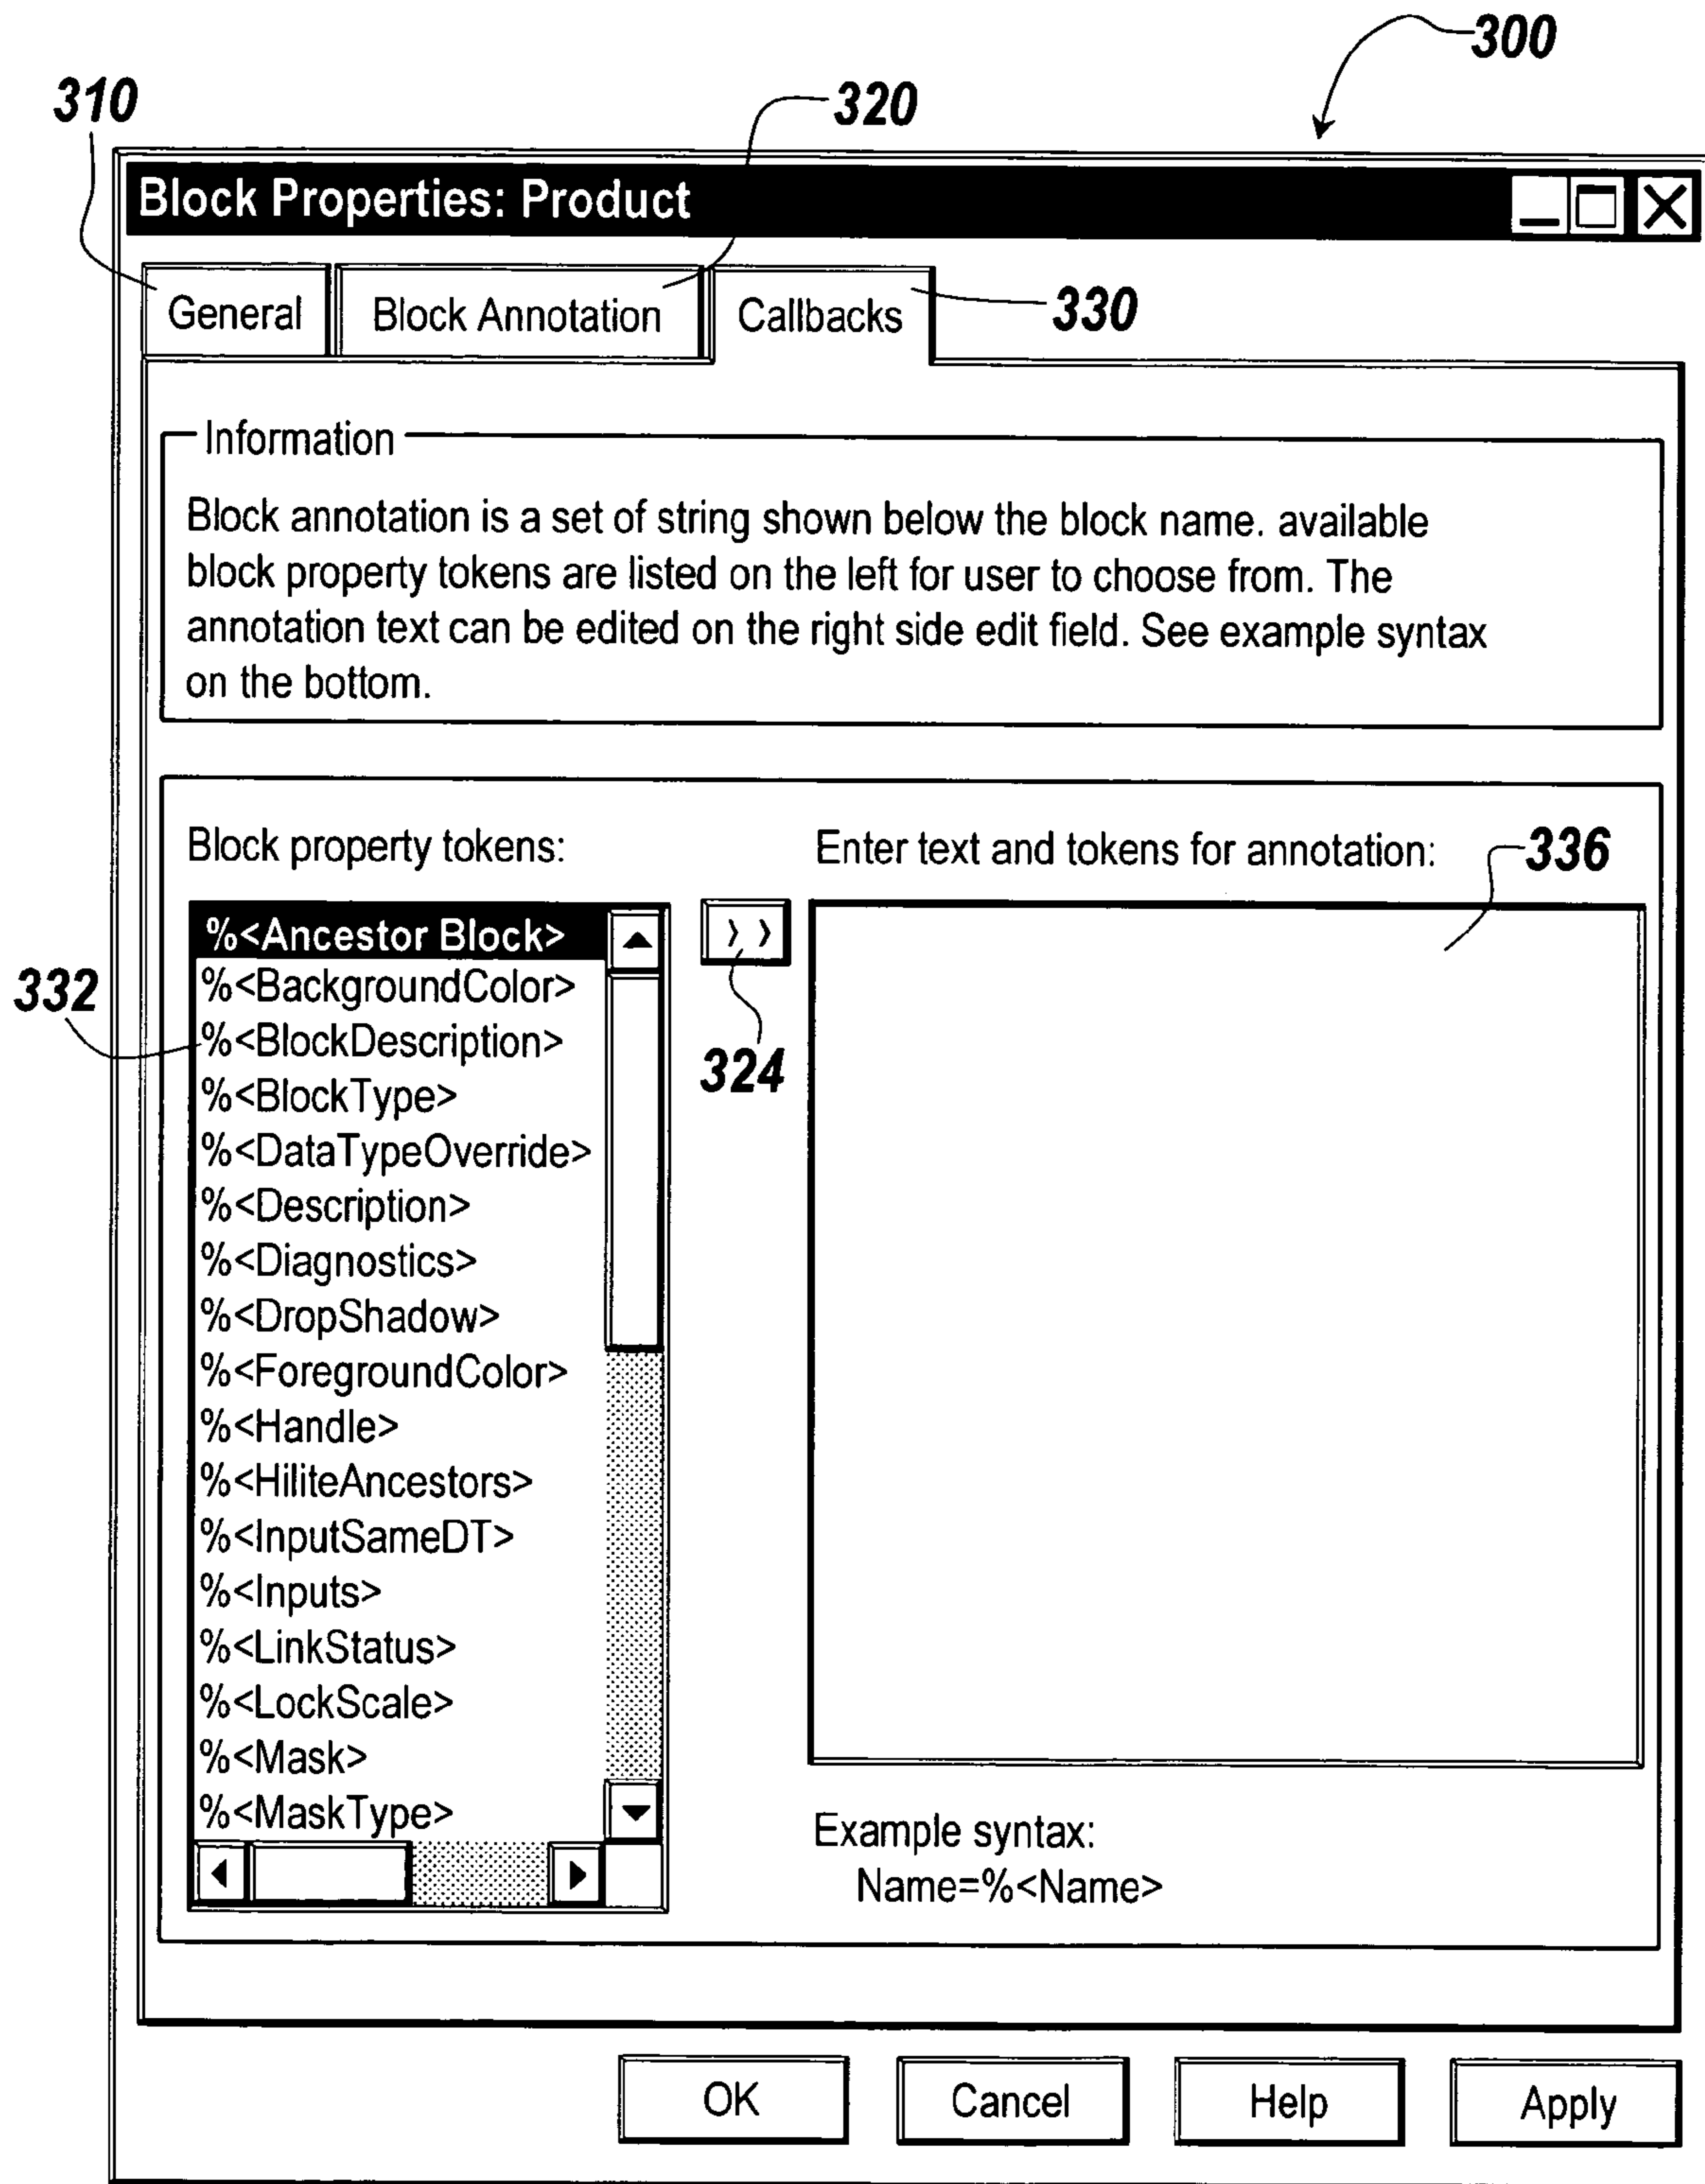 300
310
320
Block Properties: Product
General
Block Annotation
Callbacks
330
Information
Block annotation is a set of string shown below the block name. available
block property tokens are listed on the left for user to choose from. The
annotation text can be edited on the right side edit field. See example syntax
on the bottom.
Block property tokens:
Enter text and tokens for annotation:
336
%<Ancestor Block>
%<BackgroundColor>
%<BlockDescription>
%<BlockType>
%<DataTypeOverride>
%<Description>
%<Diagnostics>
%<DropShadow>
%<ForegroundColor>
%<Handle>
%<HiliteAncestors>
%<InputSameDT>
%<Inputs>
%<LinkStatus>
%<LockScale>
%<Mask>
%<MaskType>
332
>>
324
Example syntax:
Name=%<Name>
OK
Cancel
Help
Apply